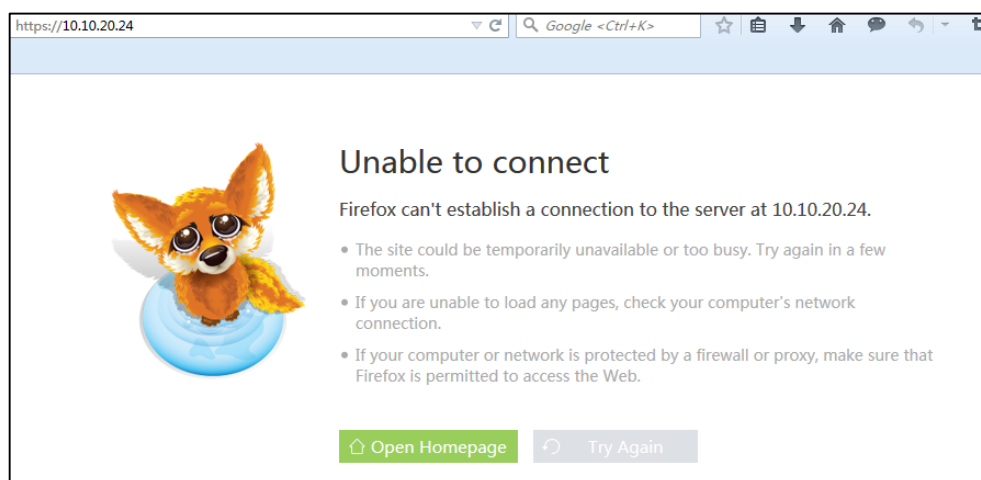 https://10.10.20.24
Google <Ctrl+K>
Unable to connect
Firefox can't establish a connection to the server at 10.10.20.24.
• The site could be temporarily unavailable or too busy. Try again in a few
moments.
• If you are unable to load any pages, check your computer's network
connection.
• If your computer or network is protected by a firewall or proxy, make sure that
Firefox is permitted to access the Web.
Open Homepage
Try Again